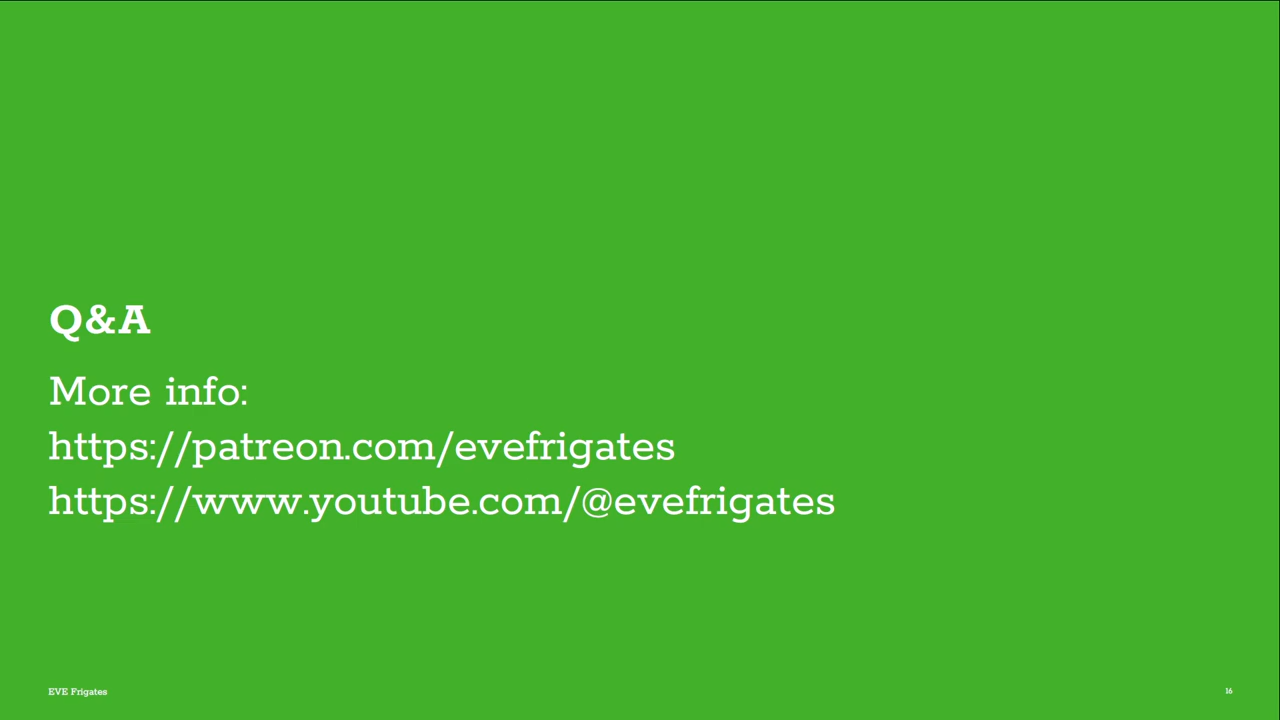 Q&A
More info:
https://patreon.com/evefrigates
https://www.youtube.com/@evefrigates
EVE Frigates
16